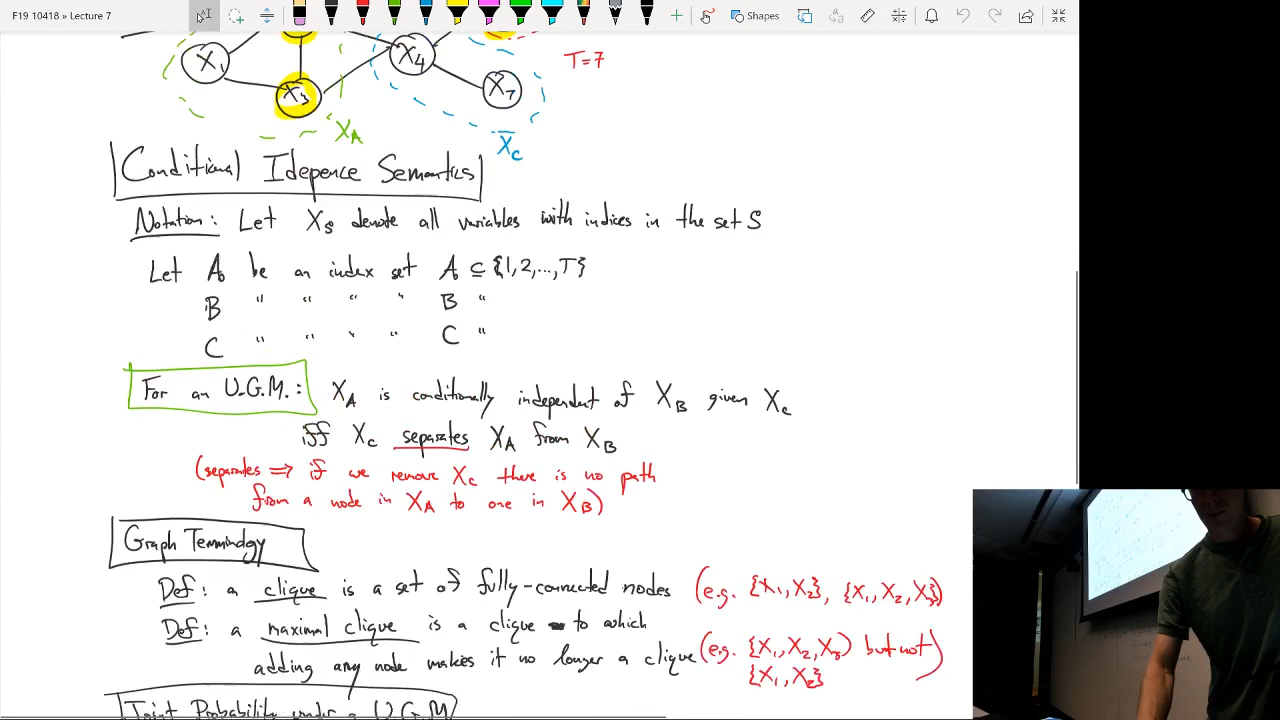 F19 10418 » Lecture 7
Shapes
X1
X3
X4
X7
T=7
XA
XC
Conditional Idepence Semantics
Notation: Let XS denote all variables with indices in the set S
Let A be an index set A ⊆ {1,2,...,T}
B " " " " B "
C " " " " C "
For an U.G.M.: XA is conditionally independent of XB given XC
iff XC separates XA from XB
(separates ⟹ if we remove XC there is no path
from a node in XA to one in XB)
Graph Terminology
Def: a clique is a set of fully-connected nodes (e.g. {X1,X2}, {X1,X2,X3})
Def: a maximal clique is a clique to which
adding any node makes it no longer a clique (e.g. {X1,X2,X3} but not {X1,X2})
Joint Probability under a U.G.M